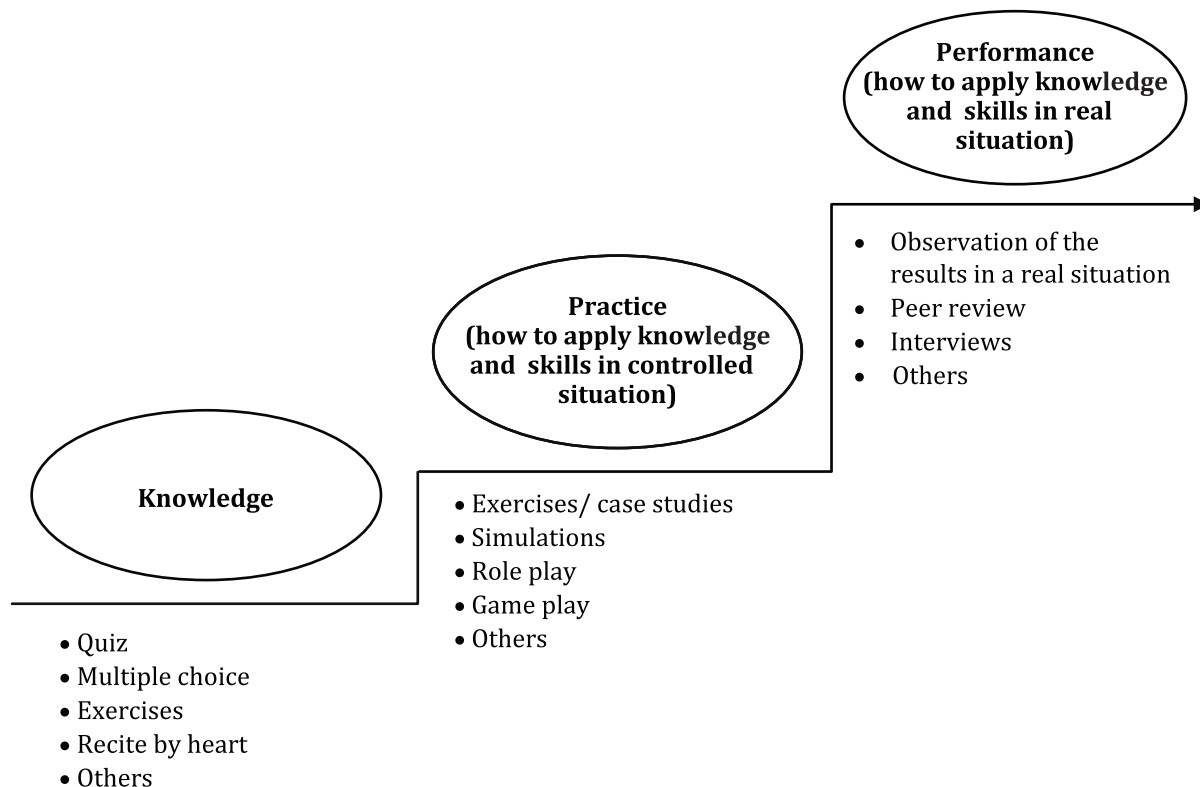 Performance
(how to apply knowledge
and skills in real
situation)
• Observation of the
results in a real situation
• Peer review
• Interviews
• Others
Practice
(how to apply knowledge
and skills in controlled
situation)
• Exercises/ case studies
• Simulations
• Role play
• Game play
• Others
Knowledge
• Quiz
• Multiple choice
• Exercises
• Recite by heart
• Others